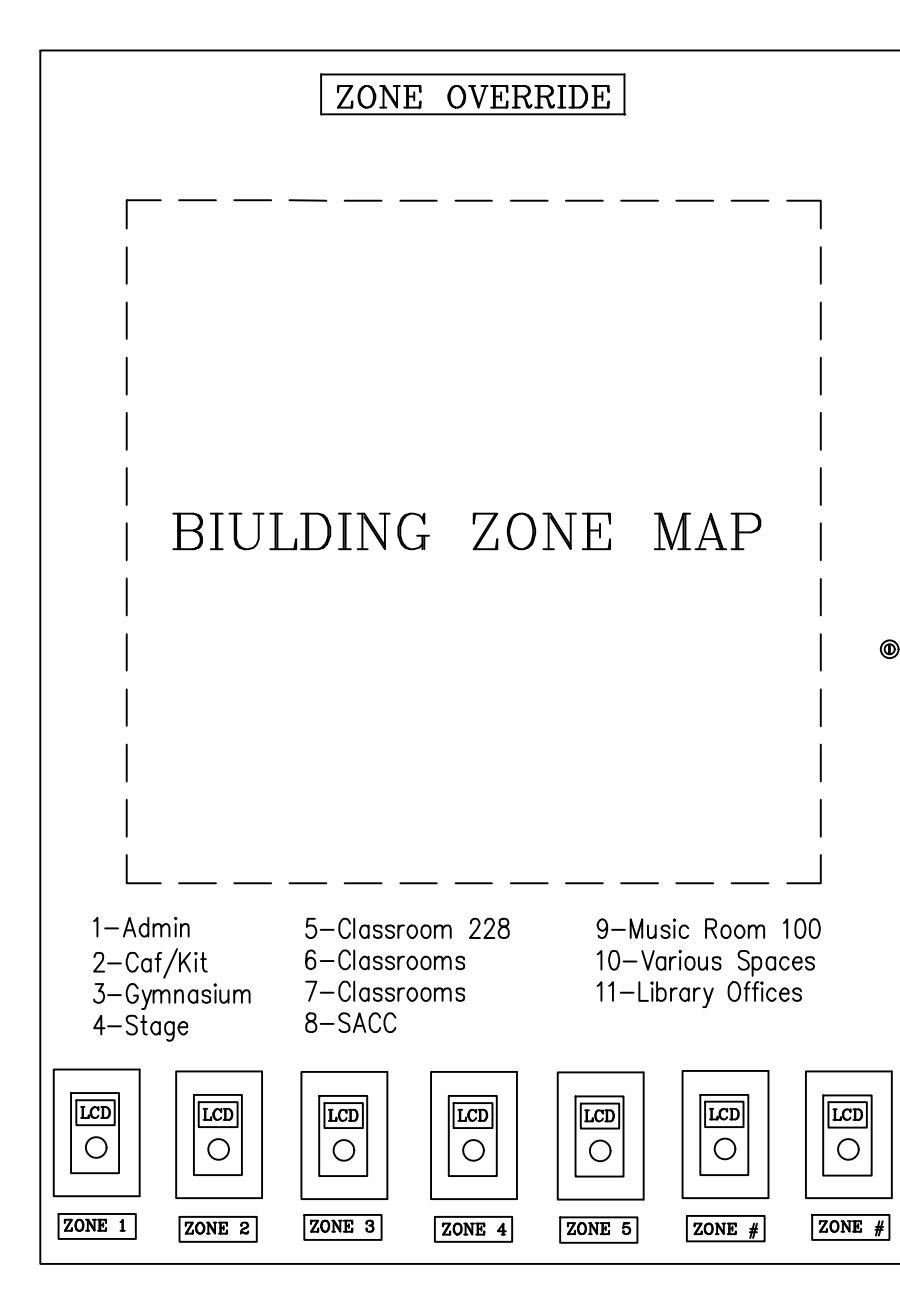 ZONE OVERRIDE
BIULDING ZONE MAP
1-Admin
2-Caf/Kit
3-Gymnasium
4-Stage
5-Classroom 228
6-Classrooms
7-Classrooms
8-SACC
9-Music Room 100
10-Various Spaces
11-Library Offices
LCD LCD LCD LCD LCD LCD LCD
ZONE 1 ZONE 2 ZONE 3 ZONE 4 ZONE 5 ZONE # ZONE #